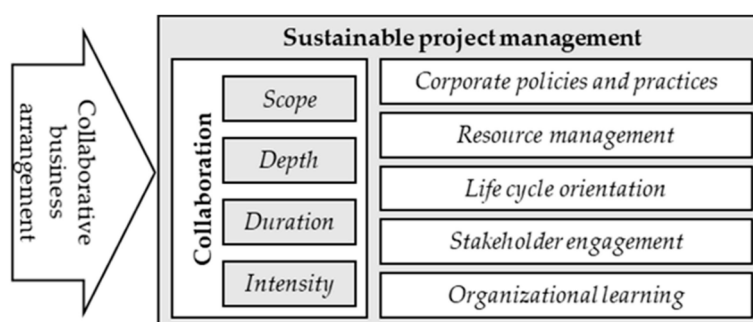 Collaborative
business
arrangement
Sustainable project management
Collaboration
Scope
Depth
Duration
Intensity
Corporate policies and practices
Resource management
Life cycle orientation
Stakeholder engagement
Organizational learning